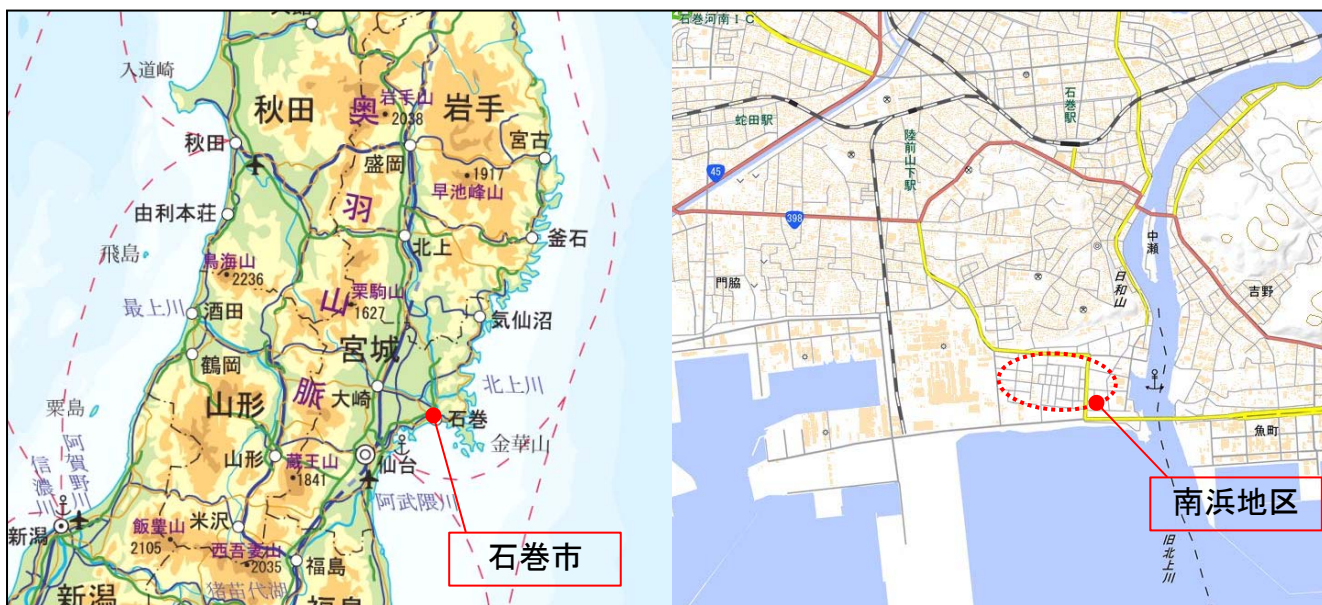 入道崎
秋田
岩手山
2038
岩手
奥
宮古
秋田
盛岡
1917
早池峰山
羽
由利本荘
北上
釜石
飛島
鳥海山
2236
栗駒山
1627
山
最上川
酒田
気仙沼
宮城
鶴岡
大崎
北上川
脈
粟島
山形
石巻
金華山
阿賀野川
信濃川
山形
蔵王山
1841
仙台
阿武隈川
新潟
飯豊山
2105
米沢
西吾妻山
2035
福島
猪苗代湖
新潟
石巻市
石巻河南IC
石巻駅
蛇田駅
陸前山下駅
45
398
中瀬
門脇
日和山
吉野
魚町
南浜地区
旧北上川